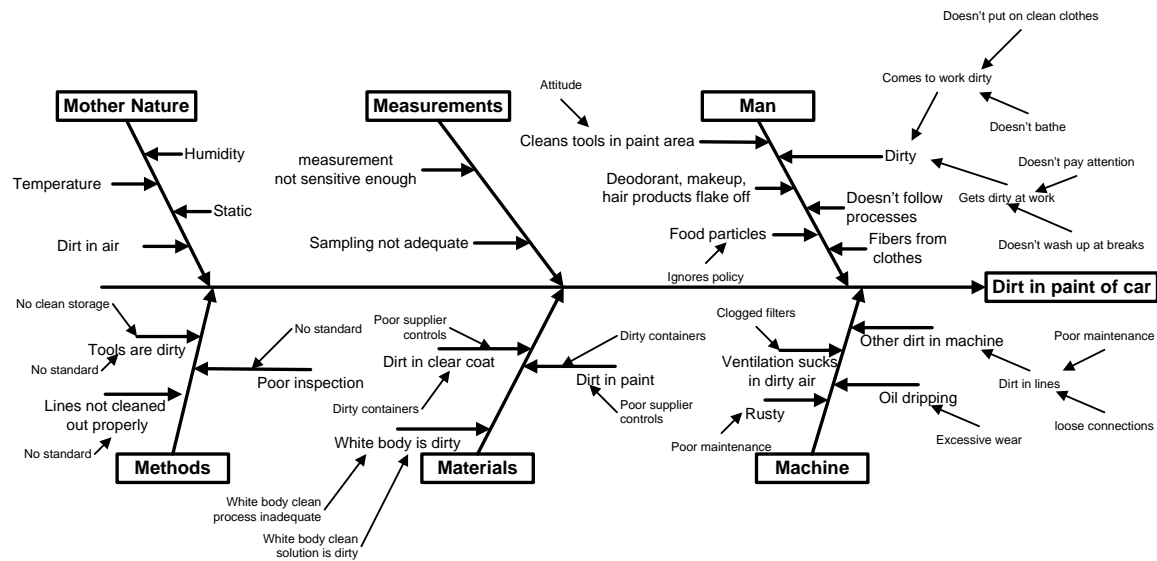 Doesn’t put on clean clothes
Attitude
Comes to work dirty
Mother Nature
Measurements
Man
Doesn’t bathe
Cleans tools in paint area
Humidity
measurement
not sensitive enough
Dirty
Doesn’t pay attention
Temperature
Deodorant, makeup,
hair products flake off
Doesn’t follow
processes
Gets dirty at work
Static
Dirt in air
Sampling not adequate
Food particles
Fibers from
clothes
Doesn’t wash up at breaks
Ignores policy
Dirt in paint of car
No clean storage
No standard
Poor supplier
controls
Dirty containers
Clogged filters
Other dirt in machine
Poor maintenance
Tools are dirty
Dirt in clear coat
Ventilation sucks
in dirty air
No standard
Poor inspection
Dirt in paint
Dirt in lines
Lines not cleaned
out properly
Dirty containers
Poor supplier
controls
Rusty
Oil dripping
loose connections
No standard
White body is dirty
Poor maintenance
Excessive wear
Methods
Materials
Machine
White body clean
process inadequate
White body clean
solution is dirty